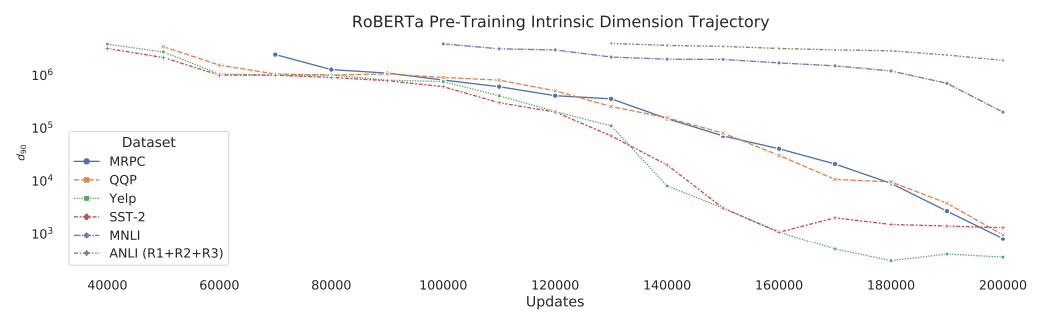 RoBERTa Pre-Training Intrinsic Dimension Trajectory
10^6
10^5
10^4
10^3
d_90
Dataset
MRPC
QQP
Yelp
SST-2
MNLI
ANLI (R1+R2+R3)
40000 60000 80000 100000 120000 140000 160000 180000 200000
Updates